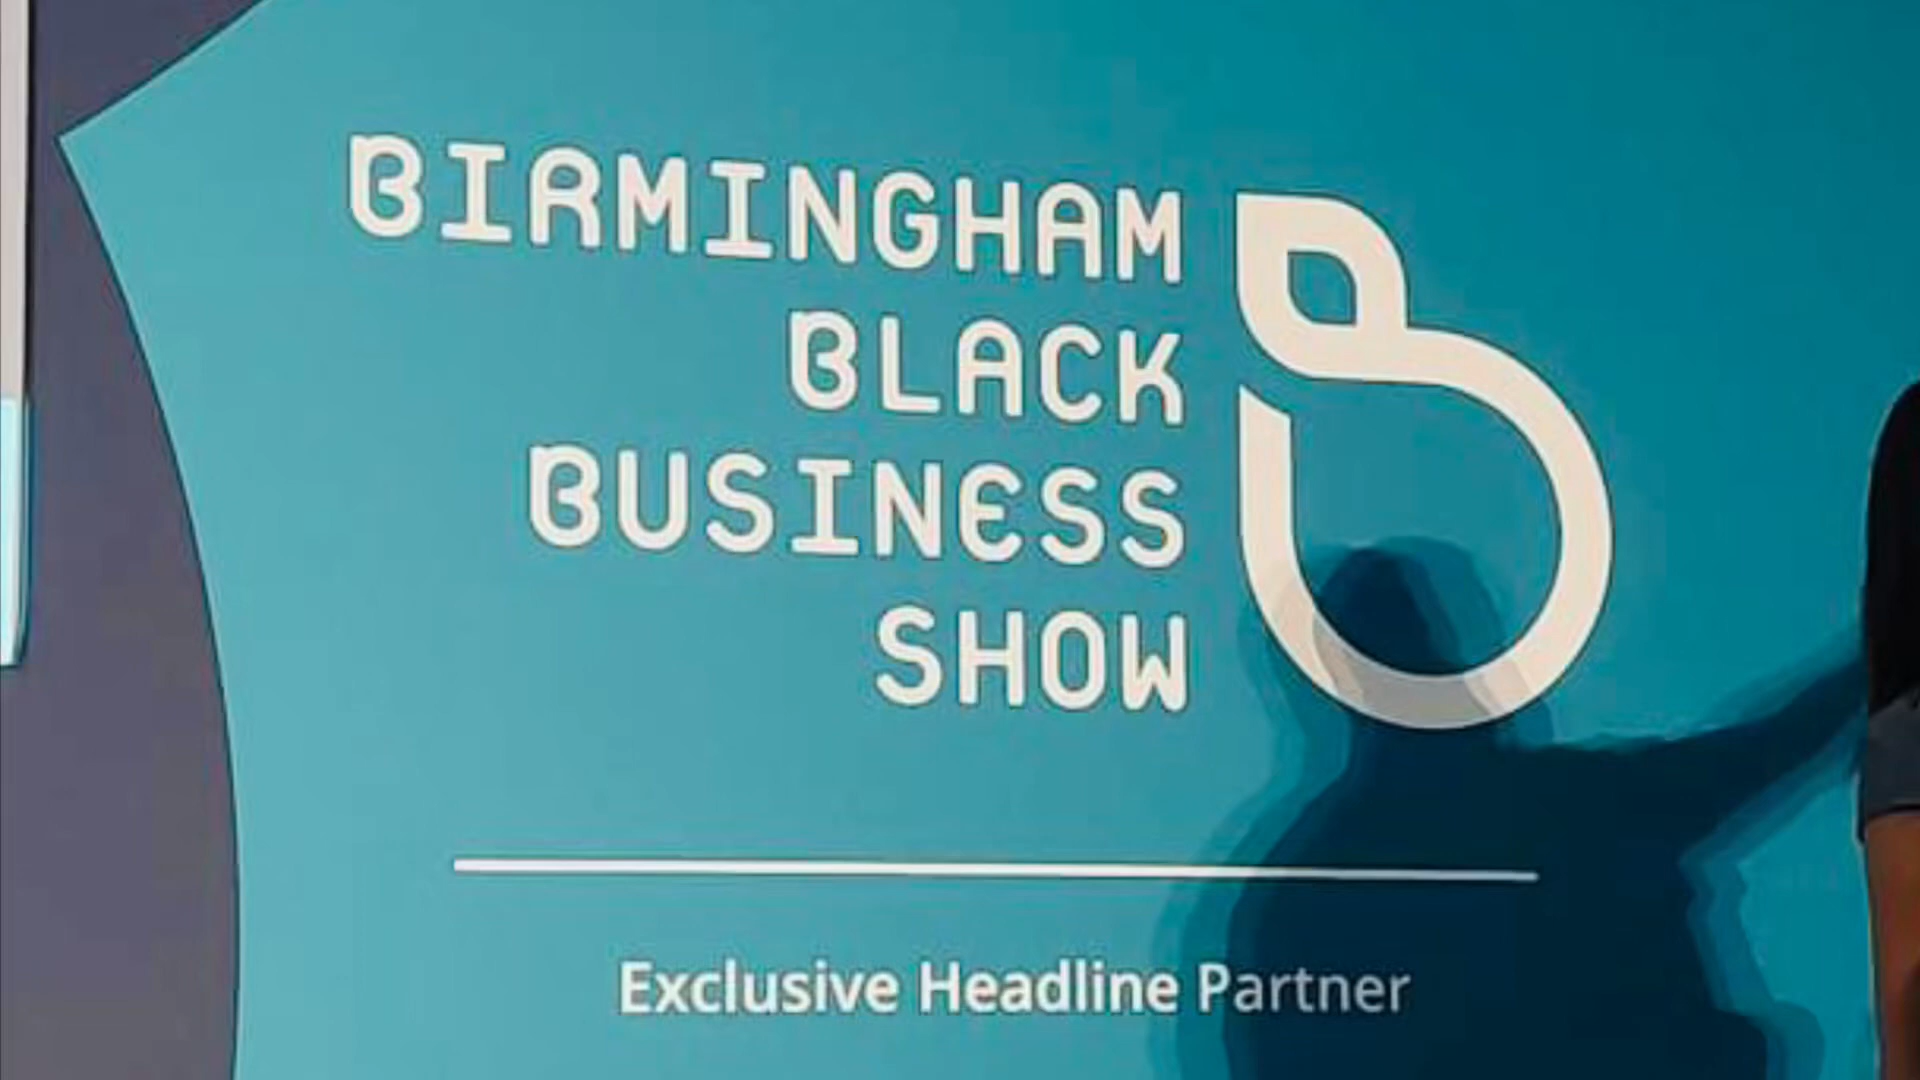 BIRMINGHAM
BLACK
BUSINESS
SHOW
Exclusive Headline Partner